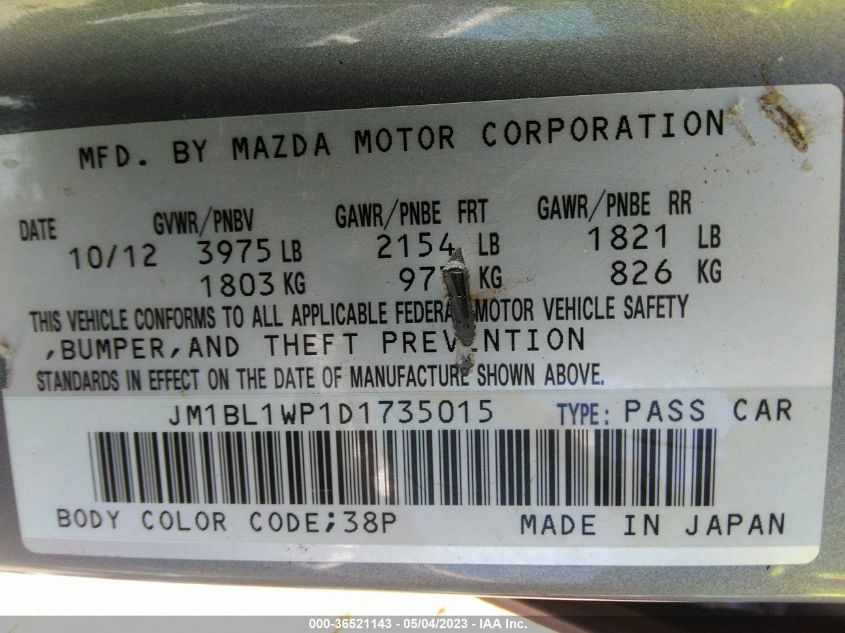 MFD. BY MAZDA MOTOR CORPORATION
DATE GVWR/PNBV GAWR/PNBE FRT GAWR/PNBE RR
10/12 3975 LB 2154 LB 1821 LB
1803 KG KG 826 KG
THIS VEHICLE CONFORMS TO ALL APPLICABLE FEDERAL MOTOR VEHICLE SAFETY
,BUMPER,AND THEFT PREVENTION
STANDARDS IN EFFECT ON THE DATE OF MANUFACTURE SHOWN ABOVE.
JM1BL1WP1D1735015 TYPE: PASS CAR
BODY COLOR CODE;38P MADE IN JAPAN
000-36521143 - 05/04/2023 - IAA Inc.